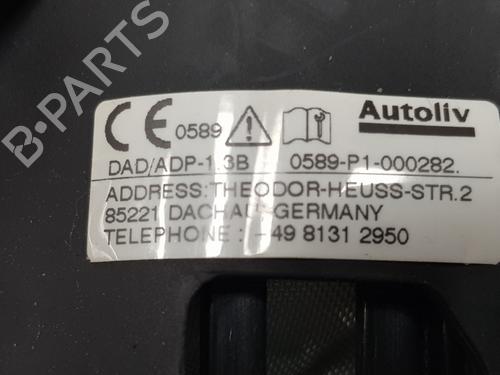 B-PARTS
CE 0589 Autoliv
DAD/ADP-1.3B 0589-P1-000282.
ADDRESS:THEODOR-HEUSS-STR.2
85221 DACHAU-GERMANY
TELEPHONE : +49 8131 2950